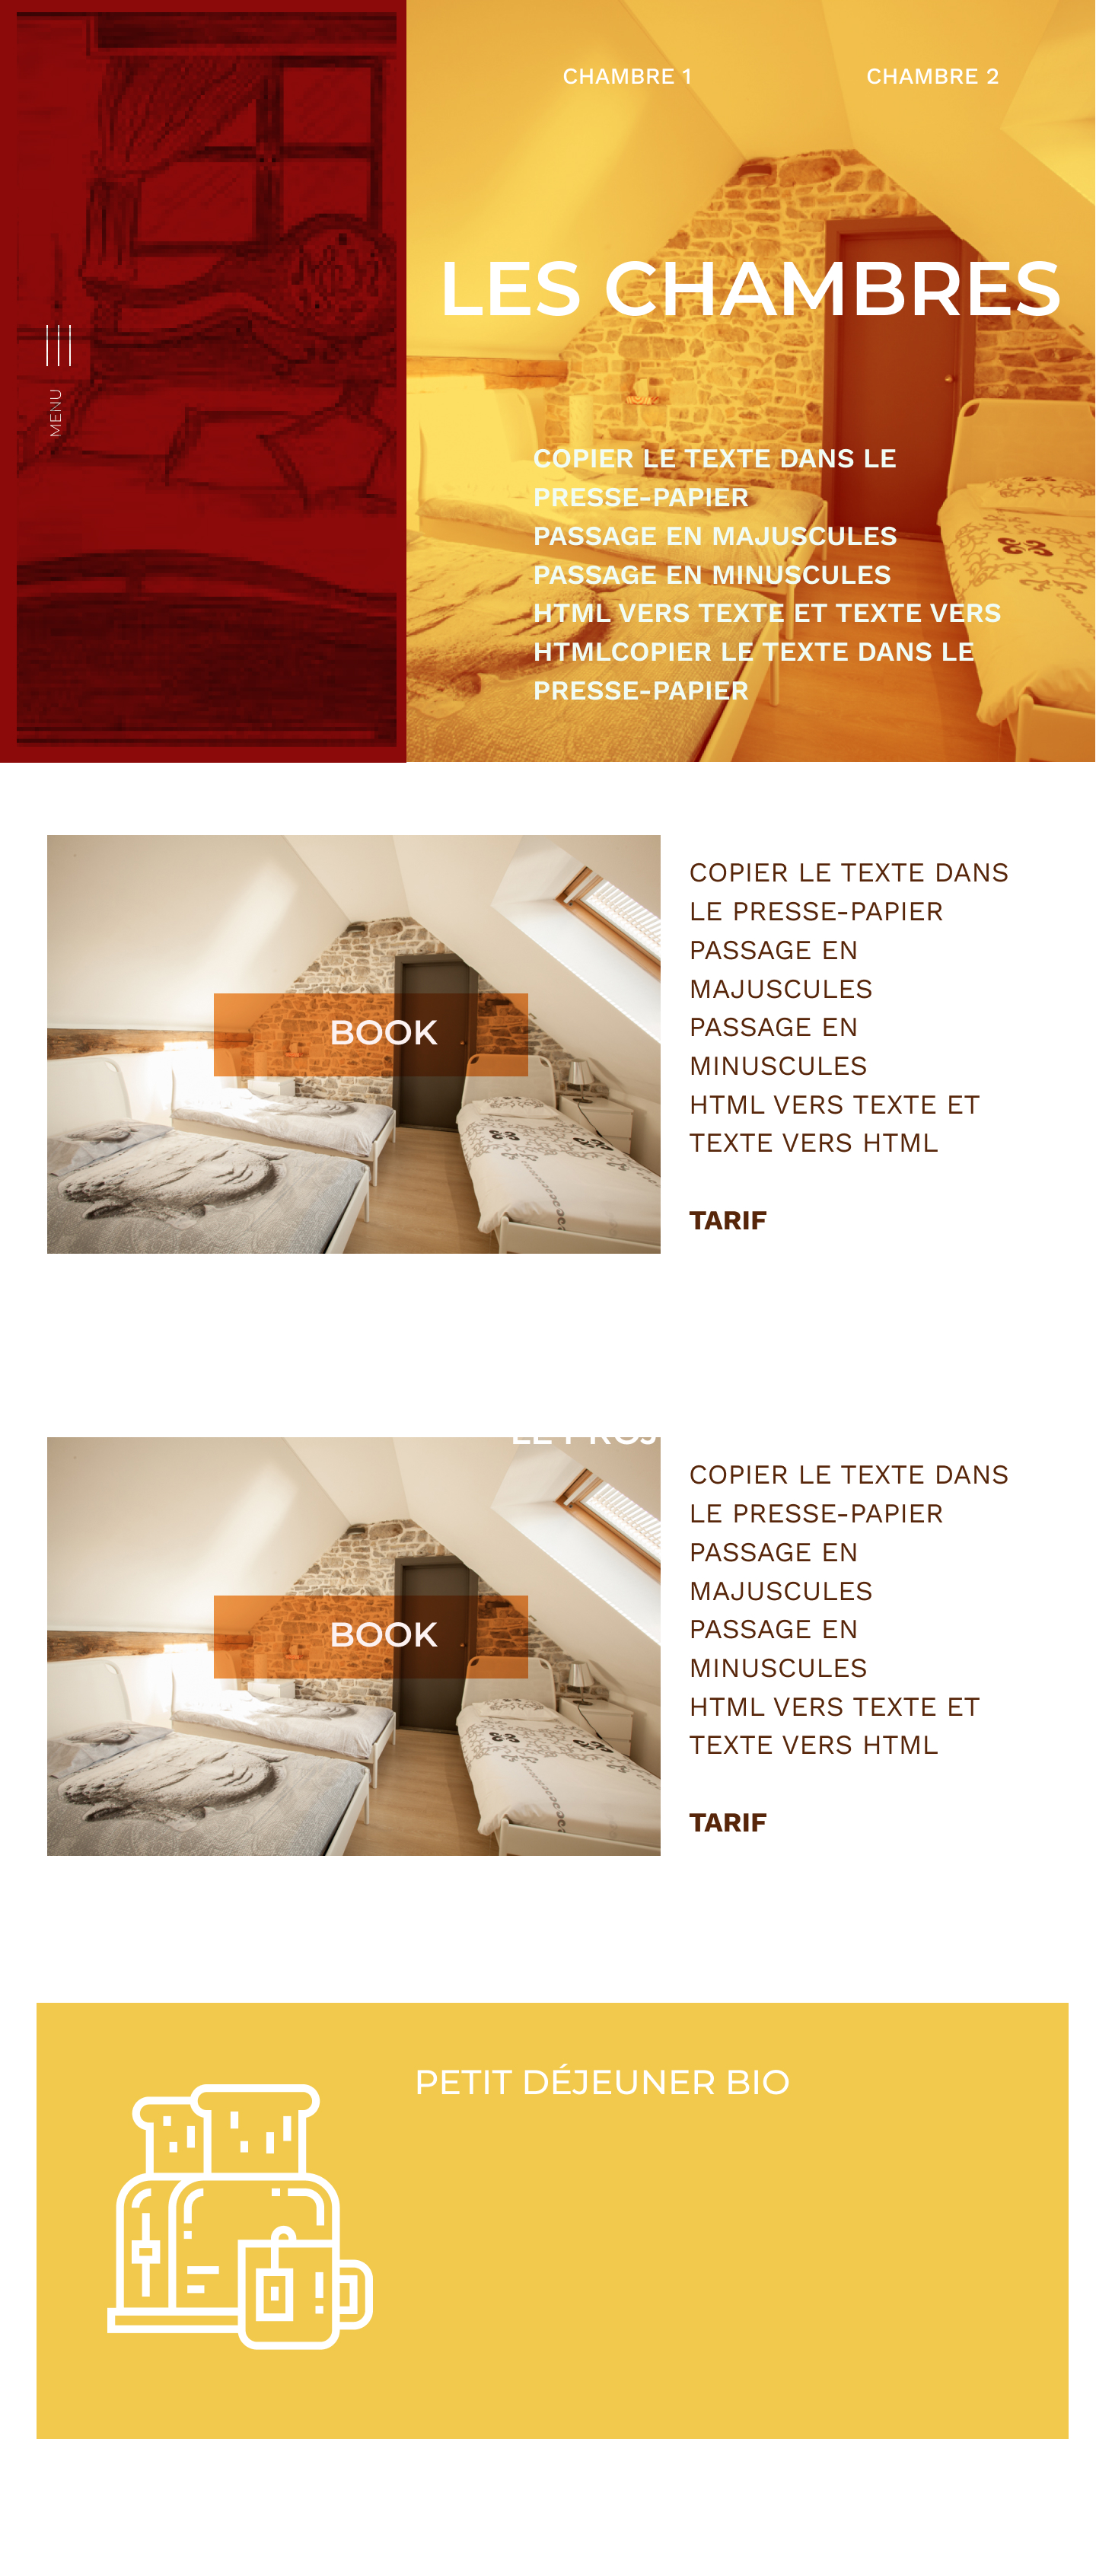 CHAMBRE 1
CHAMBRE 2
LES CHAMBRES
MENU
COPIER LE TEXTE DANS LE
PRESSE-PAPIER
PASSAGE EN MAJUSCULES
PASSAGE EN MINUSCULES
HTML VERS TEXTE ET TEXTE VERS
HTMLCOPIER LE TEXTE DANS LE
PRESSE-PAPIER
BOOK
COPIER LE TEXTE DANS
LE PRESSE-PAPIER
PASSAGE EN
MAJUSCULES
PASSAGE EN
MINUSCULES
HTML VERS TEXTE ET
TEXTE VERS HTML
TARIF
LE PROJ
BOOK
COPIER LE TEXTE DANS
LE PRESSE-PAPIER
PASSAGE EN
MAJUSCULES
PASSAGE EN
MINUSCULES
HTML VERS TEXTE ET
TEXTE VERS HTML
TARIF
PETIT DÉJEUNER BIO